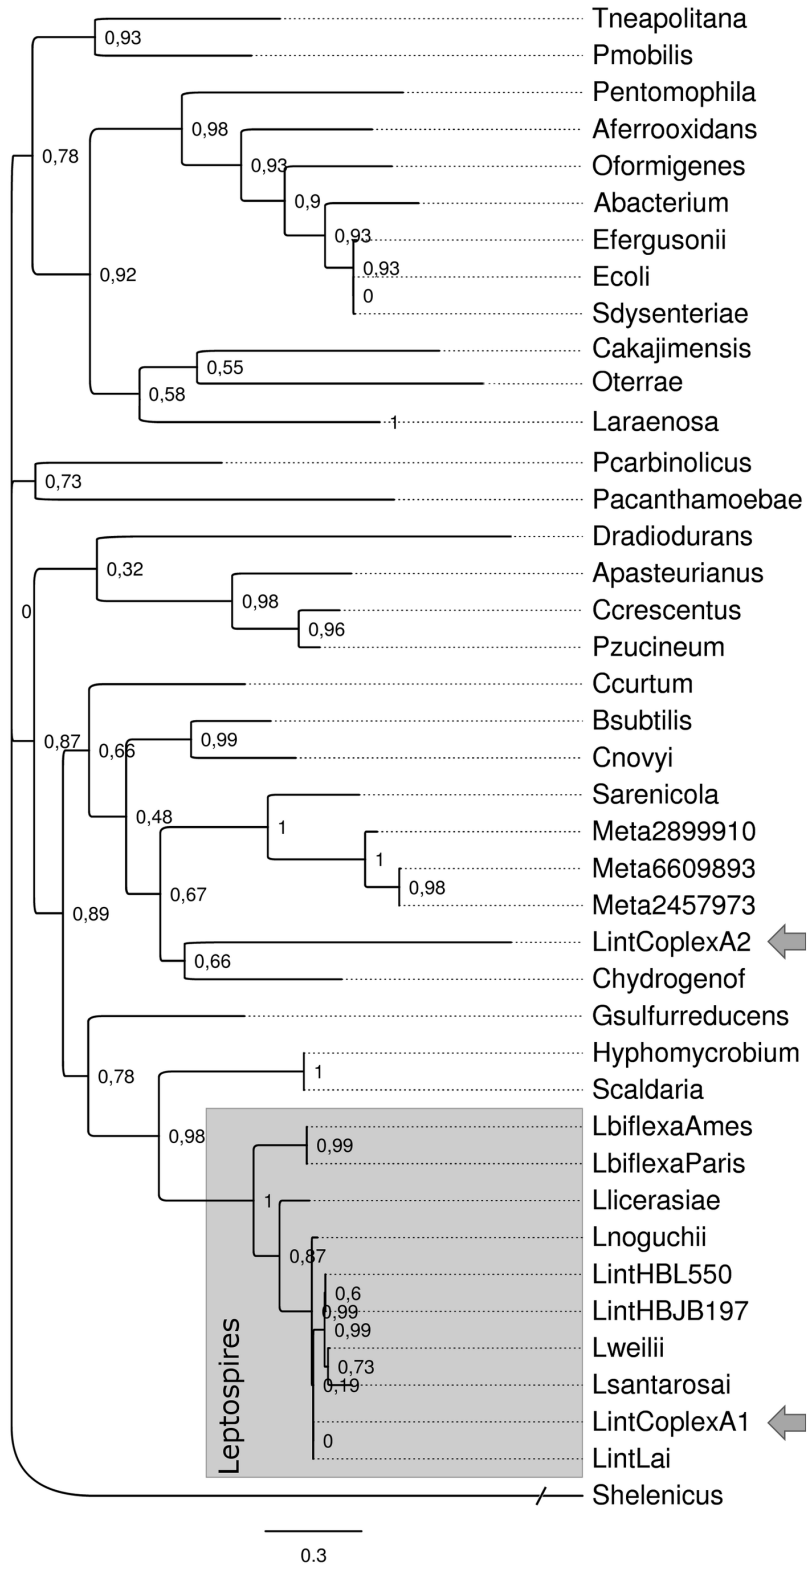 Tneapolitana
0,93
Pmobilis
Pentomophila
0,98
Aferrooxidans
0,78
0,93
Oformigenes
0,9
Abacterium
0,93
Efergusonii
0,93
0,92
Ecoli
0
Sdysenteriae
Cakajimensis
0,55
Oterrae
0,58
Laraenosa
1
Pcarbinolicus
0,73
Pacanthamoebae
Dradiodurans
0,32
Apasteurianus
0,98
Ccrescentus
0
0,96
Pzucineum
Ccurtum
Bsubtilis
0,87
0,66
0,99
Cnovyi
Sarenicola
0,48
1
Meta2899910
1
Meta6609893
0,67
0,98
Meta2457973
0,89
LintCoplexA2
0,66
Chydrogenof
Gsulfurreducens
Hyphomycrobium
0,78
1
Scaldaria
LbiflexaAmes
0,98
0,99
LbiflexaParis
1
Llicerasiae
Lnoguchii
0,87
LintHBL550
0,6
0,99
LintHBJB197
0,99
Lweilii
0,73
0,19
Lsantarosai
Leptospires
LintCoplexA1
0
LintLai
Shelenicus
0.3